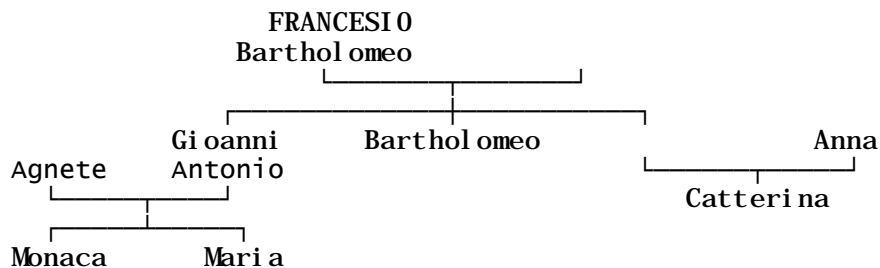 FRANCESIO
Bartholomeo
Gioanni Bartholomeo Anna
Agnete Antonio
Catterina
Monaca Maria